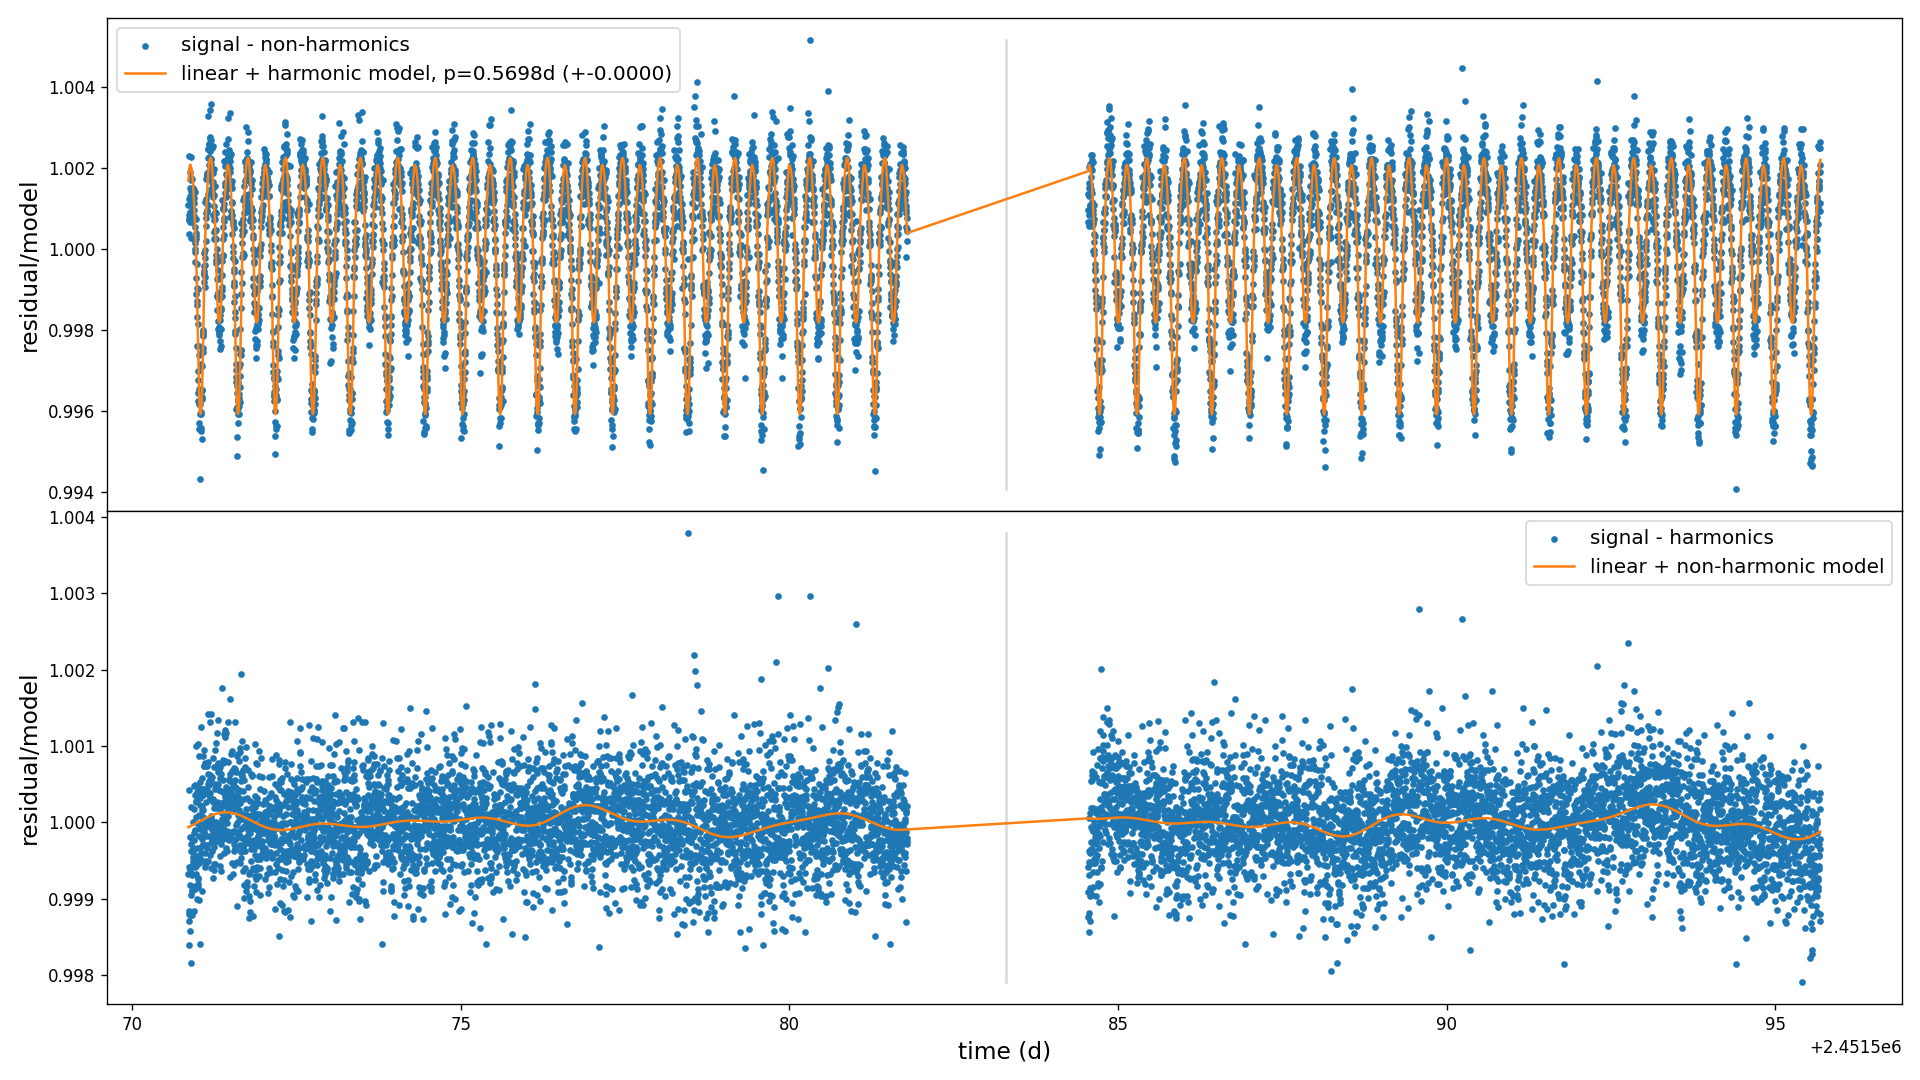 signal - non-harmonics
linear + harmonic model, p=0.5698d (+-0.0000)
residual/model
1.004
1.002
1.000
0.998
0.996
0.994
signal - harmonics
linear + non-harmonic model
residual/model
1.004
1.003
1.002
1.001
1.000
0.999
0.998
70 75 80 85 90 95
time (d)
+2.4515e6